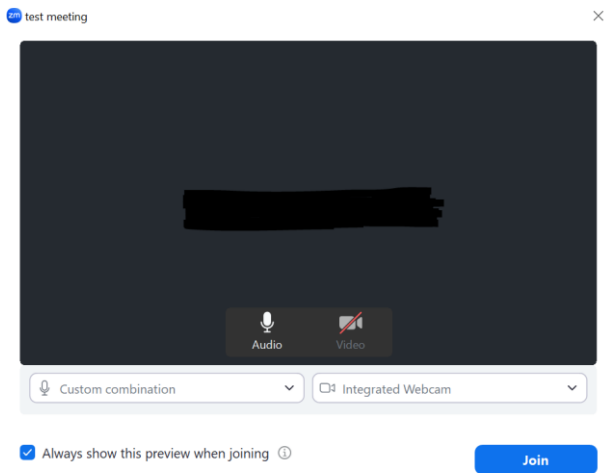 zm test meeting
Audio Video
Custom combination Integrated Webcam
Always show this preview when joining
Join